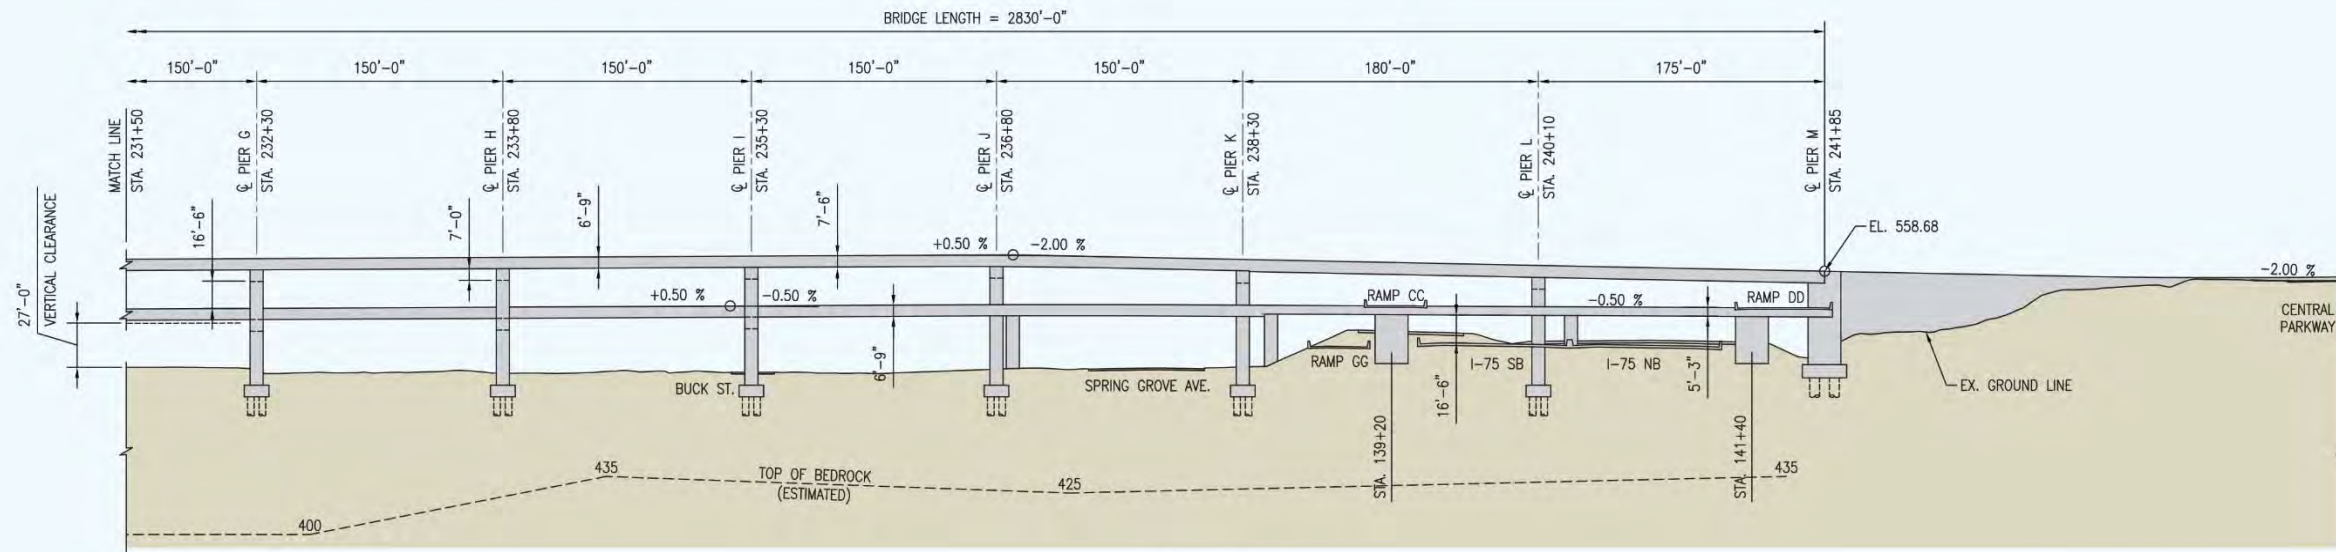 BRIDGE LENGTH = 2830'-0"
150'-0"
150'-0"
150'-0"
150'-0"
150'-0"
180'-0"
175'-0"
MATCH LINE
STA. 231+50
℄ PIER G
STA. 232+30
℄ PIER H
STA. 233+80
℄ PIER I
STA. 235+30
℄ PIER J
STA. 236+80
℄ PIER K
STA. 238+30
℄ PIER L
STA. 240+10
℄ PIER M
STA. 241+85
27'-0"
VERTICAL CLEARANCE
16'-6"
7'-0"
6'-9"
7'-6"
EL. 558.68
+0.50 %
-2.00 %
-2.00 %
+0.50 %
-0.50 %
RAMP CC
-0.50 %
RAMP DD
CENTRAL
PARKWAY
6'-9"
RAMP GG
I-75 SB
I-75 NB
16'-6"
5'-3"
BUCK ST.
SPRING GROVE AVE.
EX. GROUND LINE
STA. 139+20
STA. 141+40
400
435
TOP OF BEDROCK
(ESTIMATED)
425
435